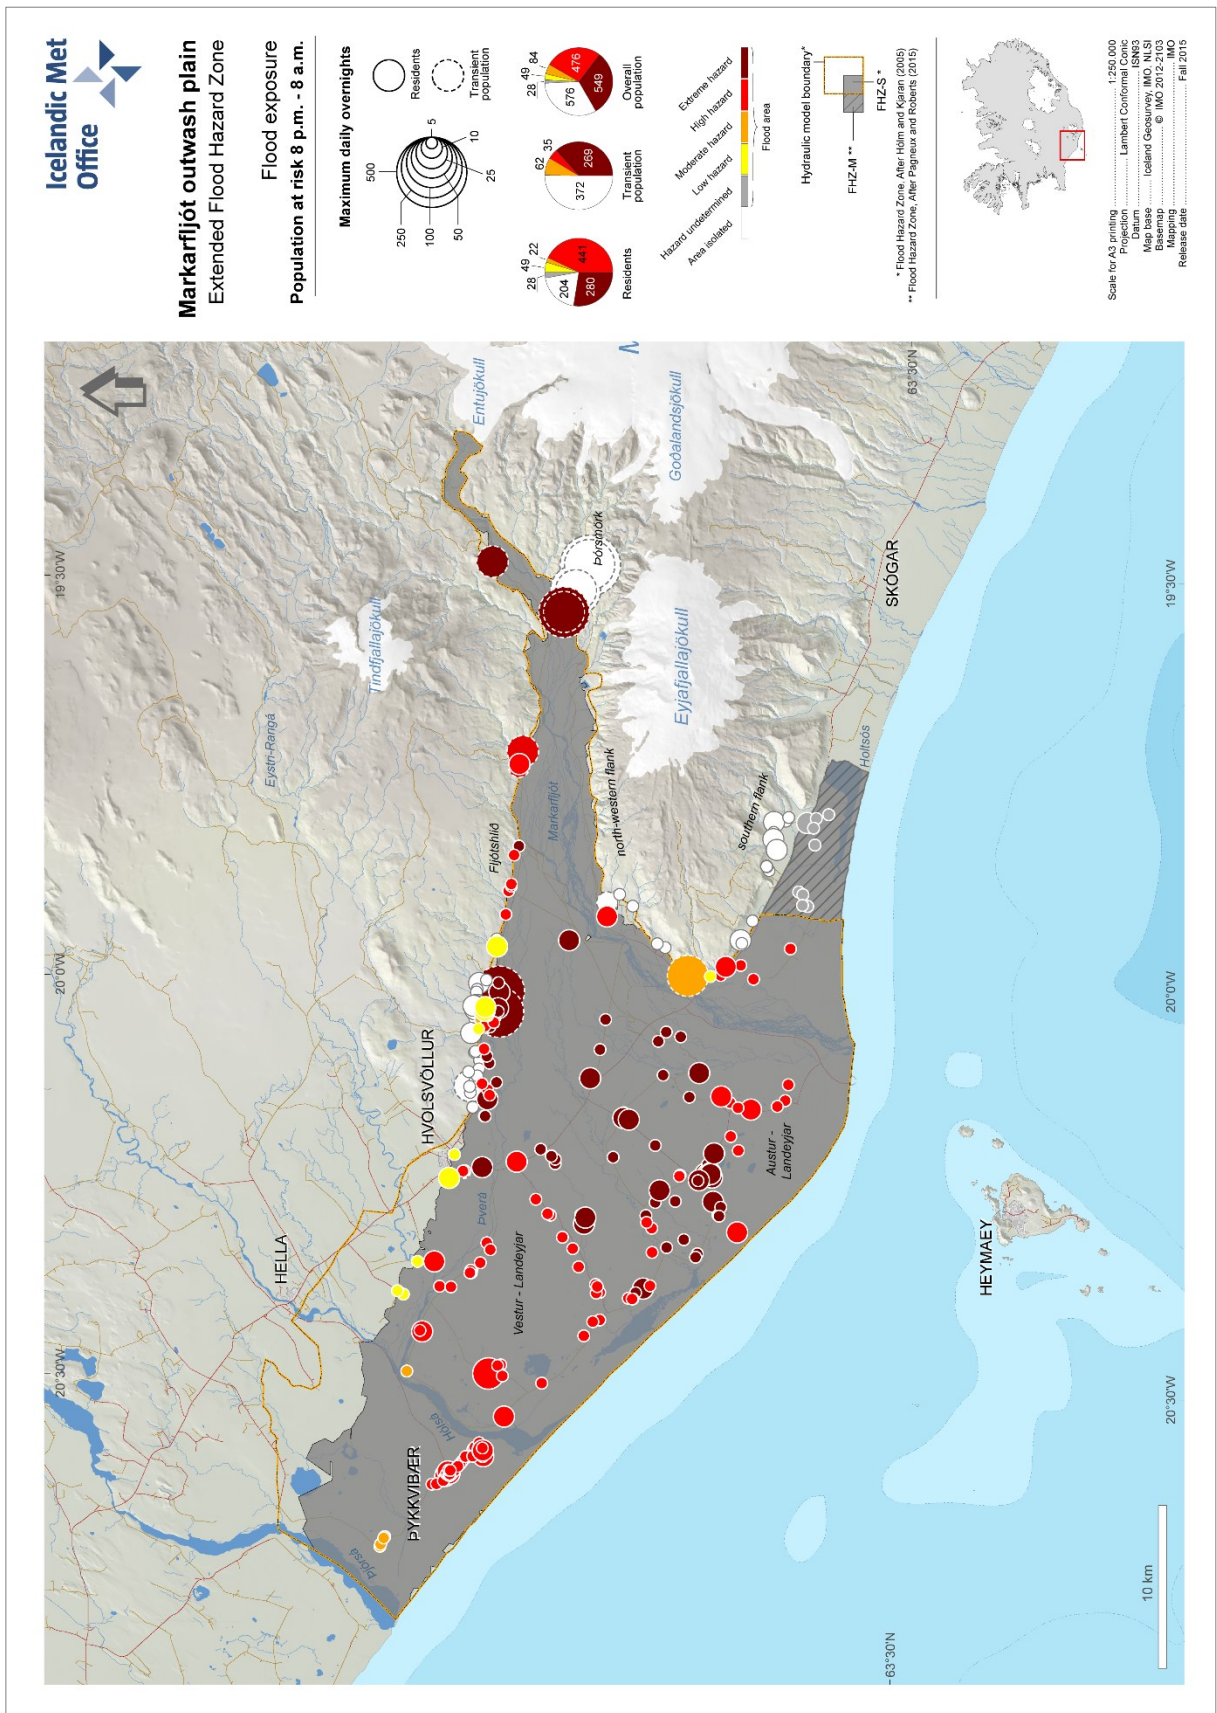 Icelandic Met
Office
Markarfljót outwash plain
Extended Flood Hazard Zone
Flood exposure
Population at risk 8 p.m. - 8 a.m.
Maximum daily overnights
500
250
100
50
5
10
25
Residents
Transient
population
28
49
22
204
441
280
Residents
62
35
372
269
Transient
population
28
49
84
576
476
549
Overall
population
Area isolated
Hazard undetermined
Low hazard
Moderate hazard
High hazard
Extreme hazard
Flood area
Hydraulic model boundary*
FHZ-M **
FHZ-S *
* Flood Hazard Zone, After Hólm and Kjaran (2005)
** Flood Hazard Zone, After Pagneux and Roberts (2015)
Scale for A3 printing ............ 1:250.000
Projection ............ Lambert Conformal Conic
Datum ............ ISN93
Map base ...... Iceland Geosurvey, IMO, NLSI
Basemap ............ © IMO 2012-2103
Mapping ............ IMO
Release date ............ Fall 2015
20°30'W
20°0'W
19°30'W
Eystri-Rangá
Tindfjallajökull
Entujökull
M
HELLA
HVOLSVÖLLUR
Fljótshlíð
Þórsmörk
Goðalandsjökull
Markarfljót
Þjórsá
ÞYKKVIBÆR
Hólsá
Þverá
Vestur - Landeyjar
north-western flank
Eyjafjallajökull
southern flank
Austur -
Landeyjar
Holtsós
SKÓGAR
63°30'N
HEYMAEY
63°30'N
10 km
20°30'W
20°0'W
19°30'W